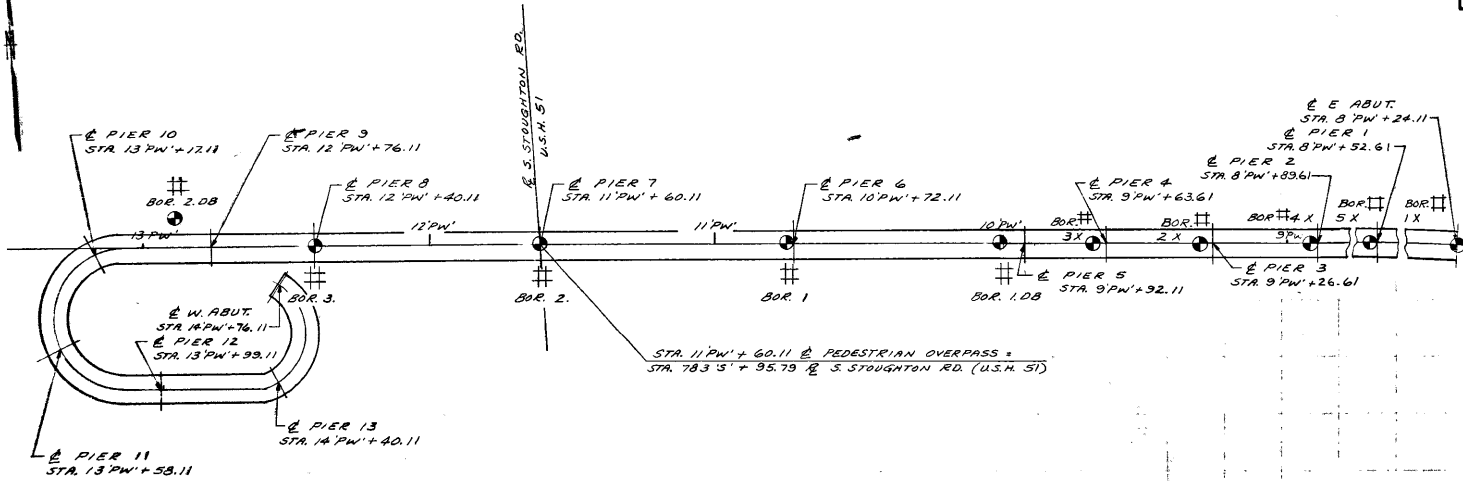 ℄ E ABUT.
STA. 8 'PW' + 24.11
℄ PIER 1
STA. 8'PW' + 52.61
℄ PIER 2
STA. 8'PW' + 89.61
℄ PIER 10
STA. 13 'PW' + 17.11
℄ PIER 9
STA. 12 'PW' + 76.11
℄ PIER 8
STA. 12 'PW' + 40.11
℞ S. STOUGHTON RD.
U.S.H. 51
℄ PIER 7
STA. 11 'PW' + 60.11
℄ PIER 6
STA. 10 'PW' + 72.11
℄ PIER 4
STA. 9 'PW' + 63.61
BOR. 2.DB
13 'PW'
12 'PW'
11 'PW'
10 'PW'
BOR. #
3 X
BOR. #
2 X
BOR # 4 X
9 'PW'
BOR. #
5 X
BOR. #
1 X
#
BOR. 3.
#
BOR. 2.
#
BOR. 1
#
BOR. 1.DB
℄ PIER 5
STA. 9 'PW' + 92.11
℄ PIER 3
STA. 9 'PW' + 26.61
℄ W. ABUT.
STA. 14 'PW' + 76.11
℄ PIER 12
STA. 13 'PW' + 99.11
STA. 11 'PW' + 60.11 ℄ PEDESTRIAN OVERPASS =
STA. 783 'S' + 95.79 ℞ S. STOUGHTON RD. (U.S.H. 51)
℄ PIER 13
STA. 14 'PW' + 40.11
℄ PIER 11
STA. 13 'PW' + 58.11